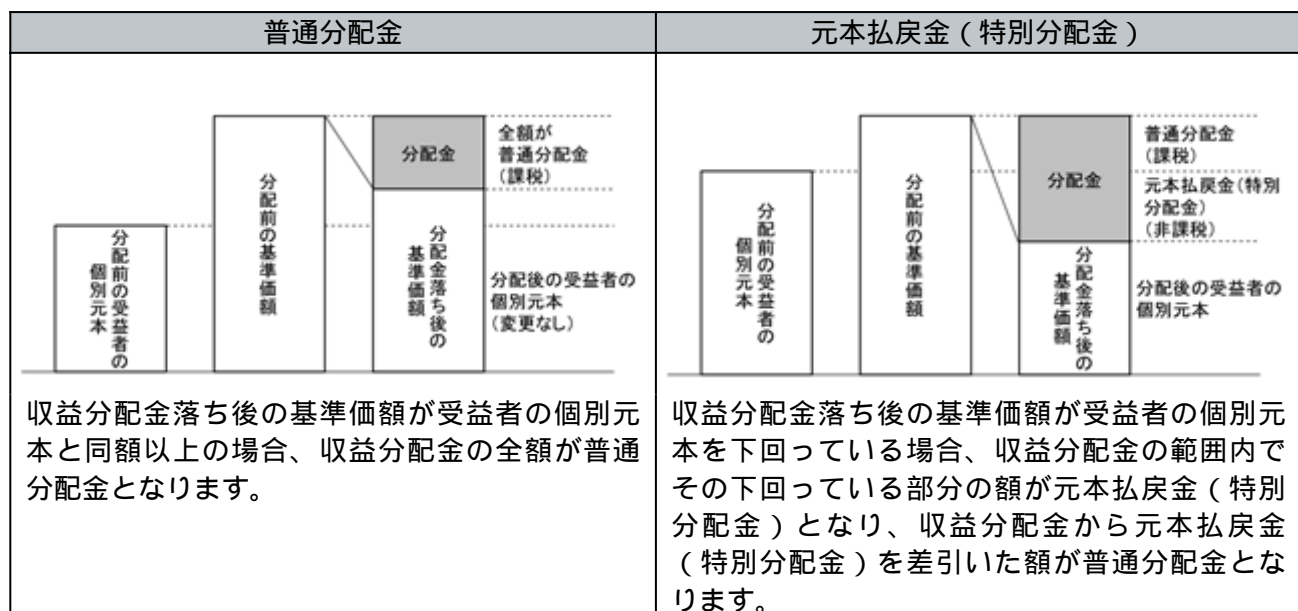 普通分配金
分配前の受益者の
個別元本
分配前の基準価額
分配金
分配金落ち後の
基準価額
全額が
普通分配金
(課税)
分配後の受益者の
個別元本
(変更なし)
収益分配金落ち後の基準価額が受益者の個別元
本と同額以上の場合、収益分配金の全額が普通
分配金となります。
元本払戻金(特別分配金)
分配前の受益者の
個別元本
分配前の基準価額
分配金
分配金落ち後の
基準価額
普通分配金
(課税)
元本払戻金(特別
分配金)
(非課税)
分配後の受益者の
個別元本
収益分配金落ち後の基準価額が受益者の個別元
本を下回っている場合、収益分配金の範囲内で
その下回っている部分の額が元本払戻金(特別
分配金)となり、収益分配金から元本払戻金
(特別分配金)を差引いた額が普通分配金とな
ります。